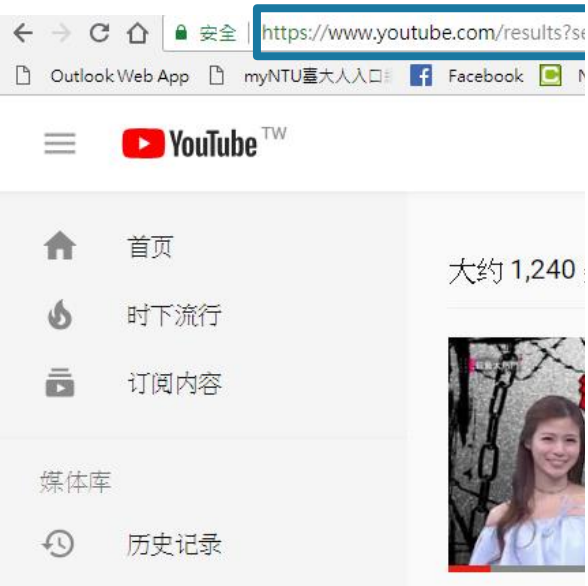 安全 https://www.youtube.com/results?se
Outlook Web App myNTU臺大人入口 Facebook N
YouTube TW
首页
大约 1,240
时下流行
订阅内容
媒体库
历史记录